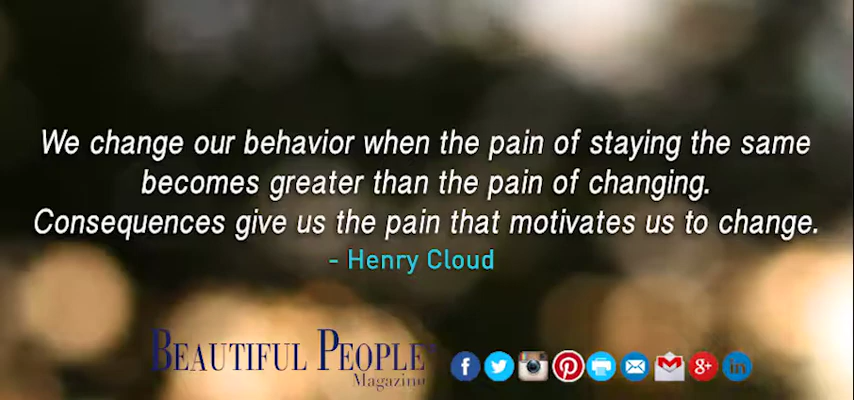 We change our behavior when the pain of staying the same
becomes greater than the pain of changing.
Consequences give us the pain that motivates us to change.
- Henry Cloud
BEAUTIFUL PEOPLE
Magazine